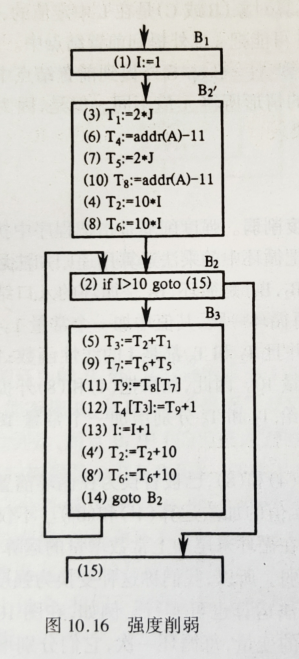 B₁
(1) I:=1
B₂′
(3) T₁:=2*J
(6) T₄:=addr(A)-11
(7) T₅:=2*J
(10) T₈:=addr(A)-11
(4) T₂:=10*I
(8) T₆:=10*I
B₂
(2) if I>10 goto (15)
B₃
(5) T₃:=T₂+T₁
(9) T₇:=T₆+T₅
(11) T9:=T₈[T₇]
(12) T₄[T₃]:=T₉+1
(13) I:=I+1
(4′) T₂:=T₂+10
(8′) T₆:=T₆+10
(14) goto B₂
(15)
图 10.16 强度削弱